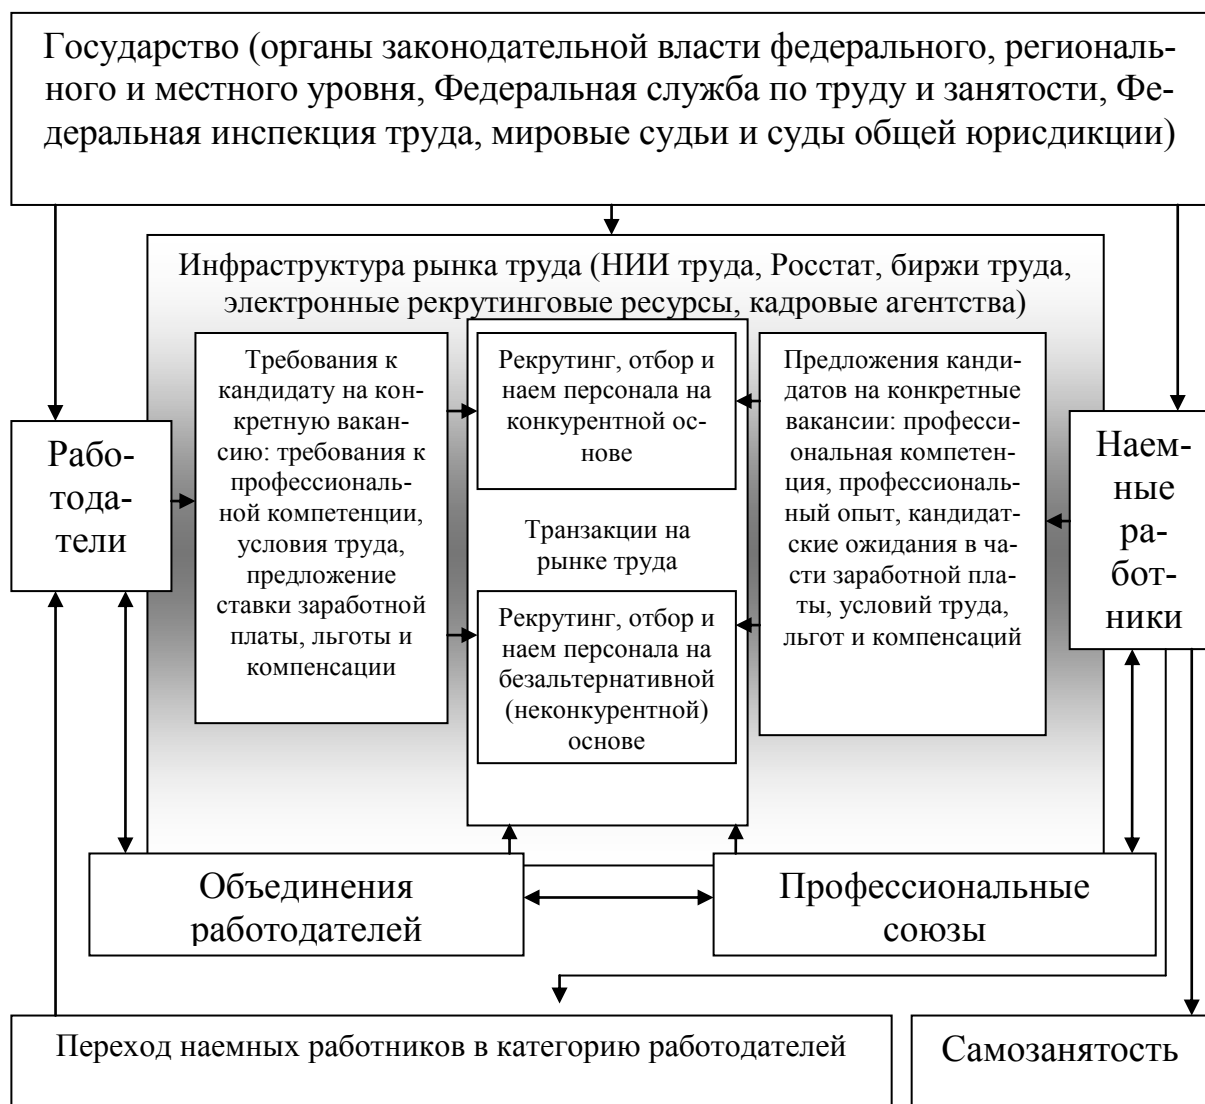 Государство (органы законодательной власти федерального, региональ-
ного и местного уровня, Федеральная служба по труду и занятости, Фе-
деральная инспекция труда, мировые судьи и суды общей юрисдикции)
Инфраструктура рынка труда (НИИ труда, Росстат, биржи труда,
электронные рекрутинговые ресурсы, кадровые агентства)
Рабо-
тода-
тели
Требования к
кандидату на кон-
кретную вакан-
сию: требования к
профессиональ-
ной компетенции,
условия труда,
предложение
ставки заработной
платы, льготы и
компенсации
Рекрутинг, отбор и
наем персонала на
конкурентной ос-
нове
Транзакции на
рынке труда
Рекрутинг, отбор и
наем персонала на
безальтернативной
(неконкурентной)
основе
Предложения канди-
датов на конкретные
вакансии: професси-
ональная компетен-
ция, профессиональ-
ный опыт, кандидат-
ские ожидания в ча-
сти заработной пла-
ты, условий труда,
льгот и компенсаций
Наем-
ные
ра-
бот-
ники
Объединения
работодателей
Профессиональные
союзы
Переход наемных работников в категорию работодателей
Самозанятость